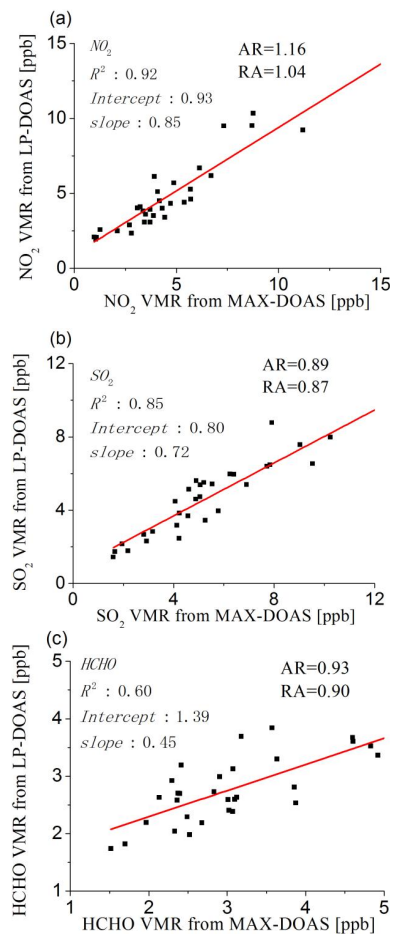 (a)
NO₂
R² : 0.92
Intercept : 0.93
slope : 0.85
AR=1.16
RA=1.04
15
10
5
0
0 5 10 15
NO₂ VMR from LP-DOAS [ppb]
NO₂ VMR from MAX-DOAS [ppb]
(b)
SO₂
R² : 0.85
Intercept : 0.80
slope : 0.72
AR=0.89
RA=0.87
12
8
4
0
0 4 8 12
SO₂ VMR from LP-DOAS [ppb]
SO₂ VMR from MAX-DOAS [ppb]
(c)
HCHO
R² : 0.60
Intercept : 1.39
slope : 0.45
AR=0.93
RA=0.90
5
4
3
2
1
1 2 3 4 5
HCHO VMR from LP-DOAS [ppb]
HCHO VMR from MAX-DOAS [ppb]